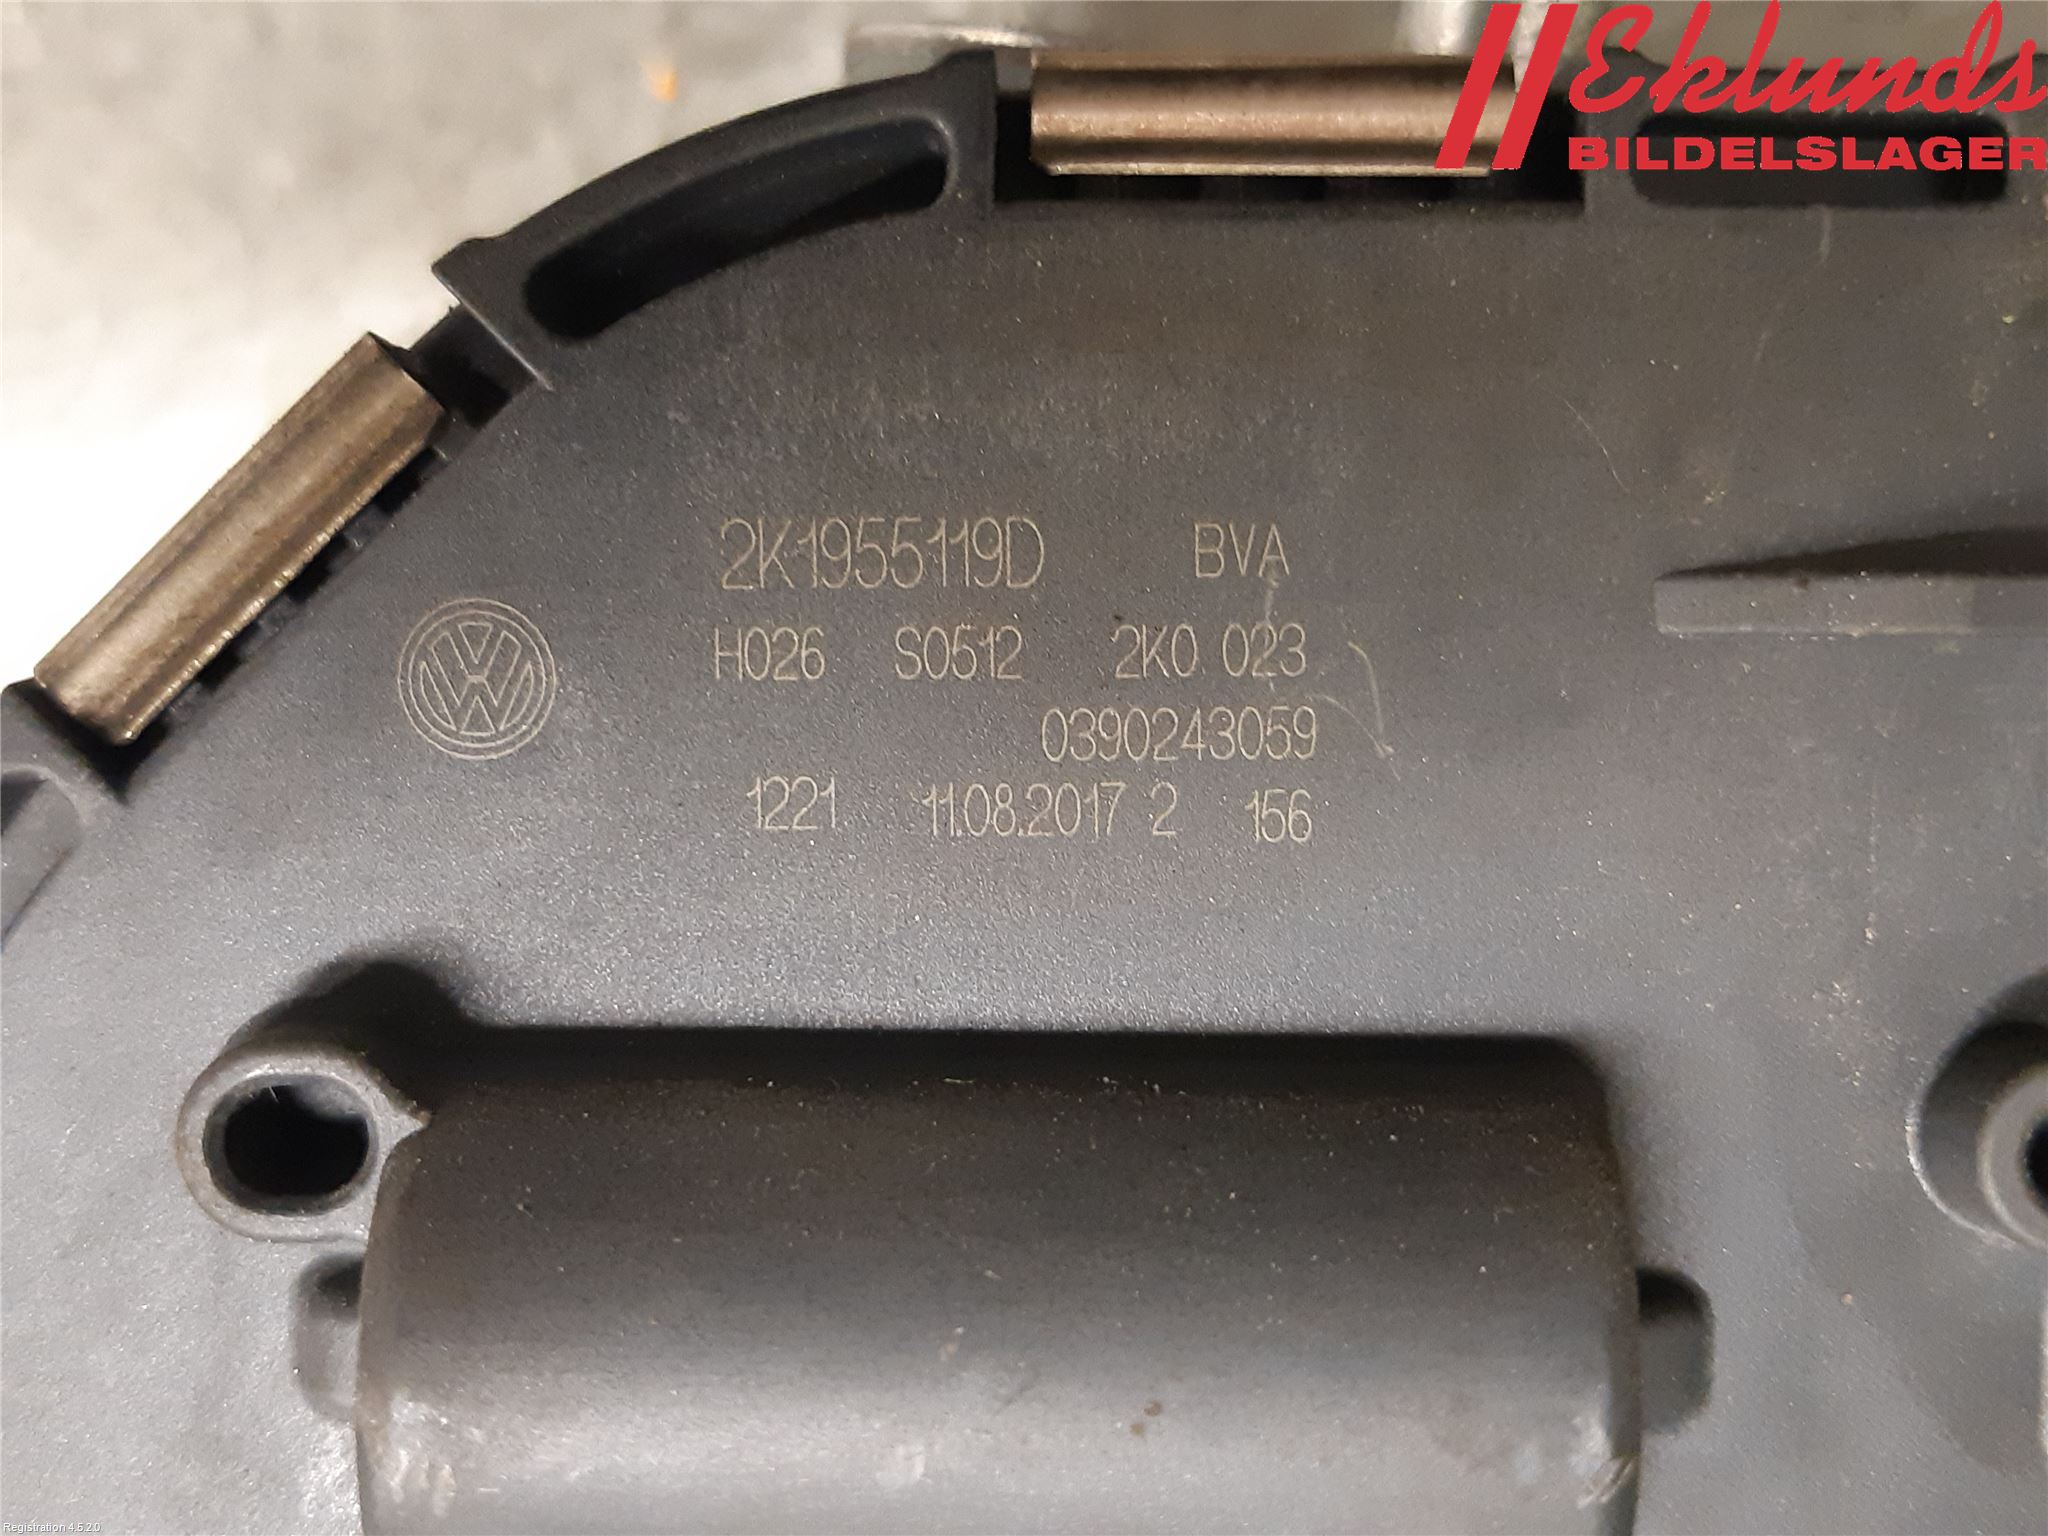 Eklunds
BILDELSLAGER
2K1955119D BVA
H026 S0512 2K0 023
0390243059
1221 11.08.2017 2 156
Registration 4.5.2.0